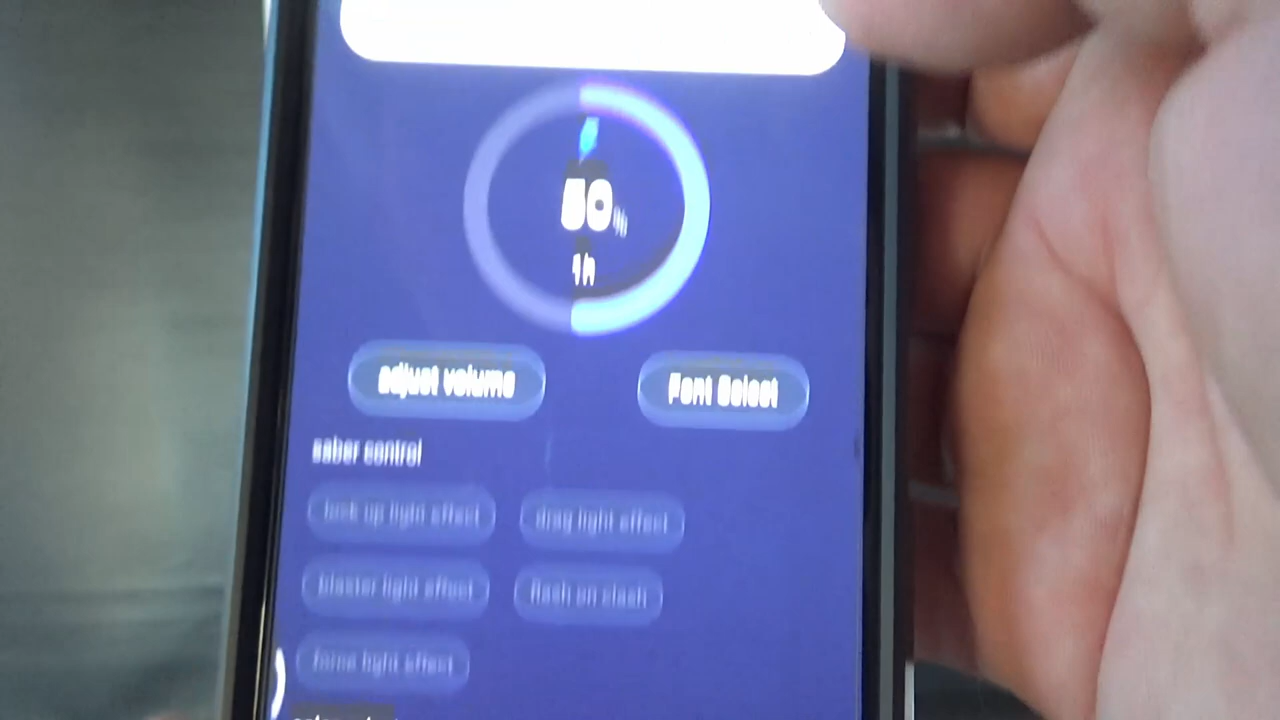 50%
1h
adjust volume
Font Select
saber control
lock up light effect
drag light effect
blaster light effect
flash on clash
force light effect